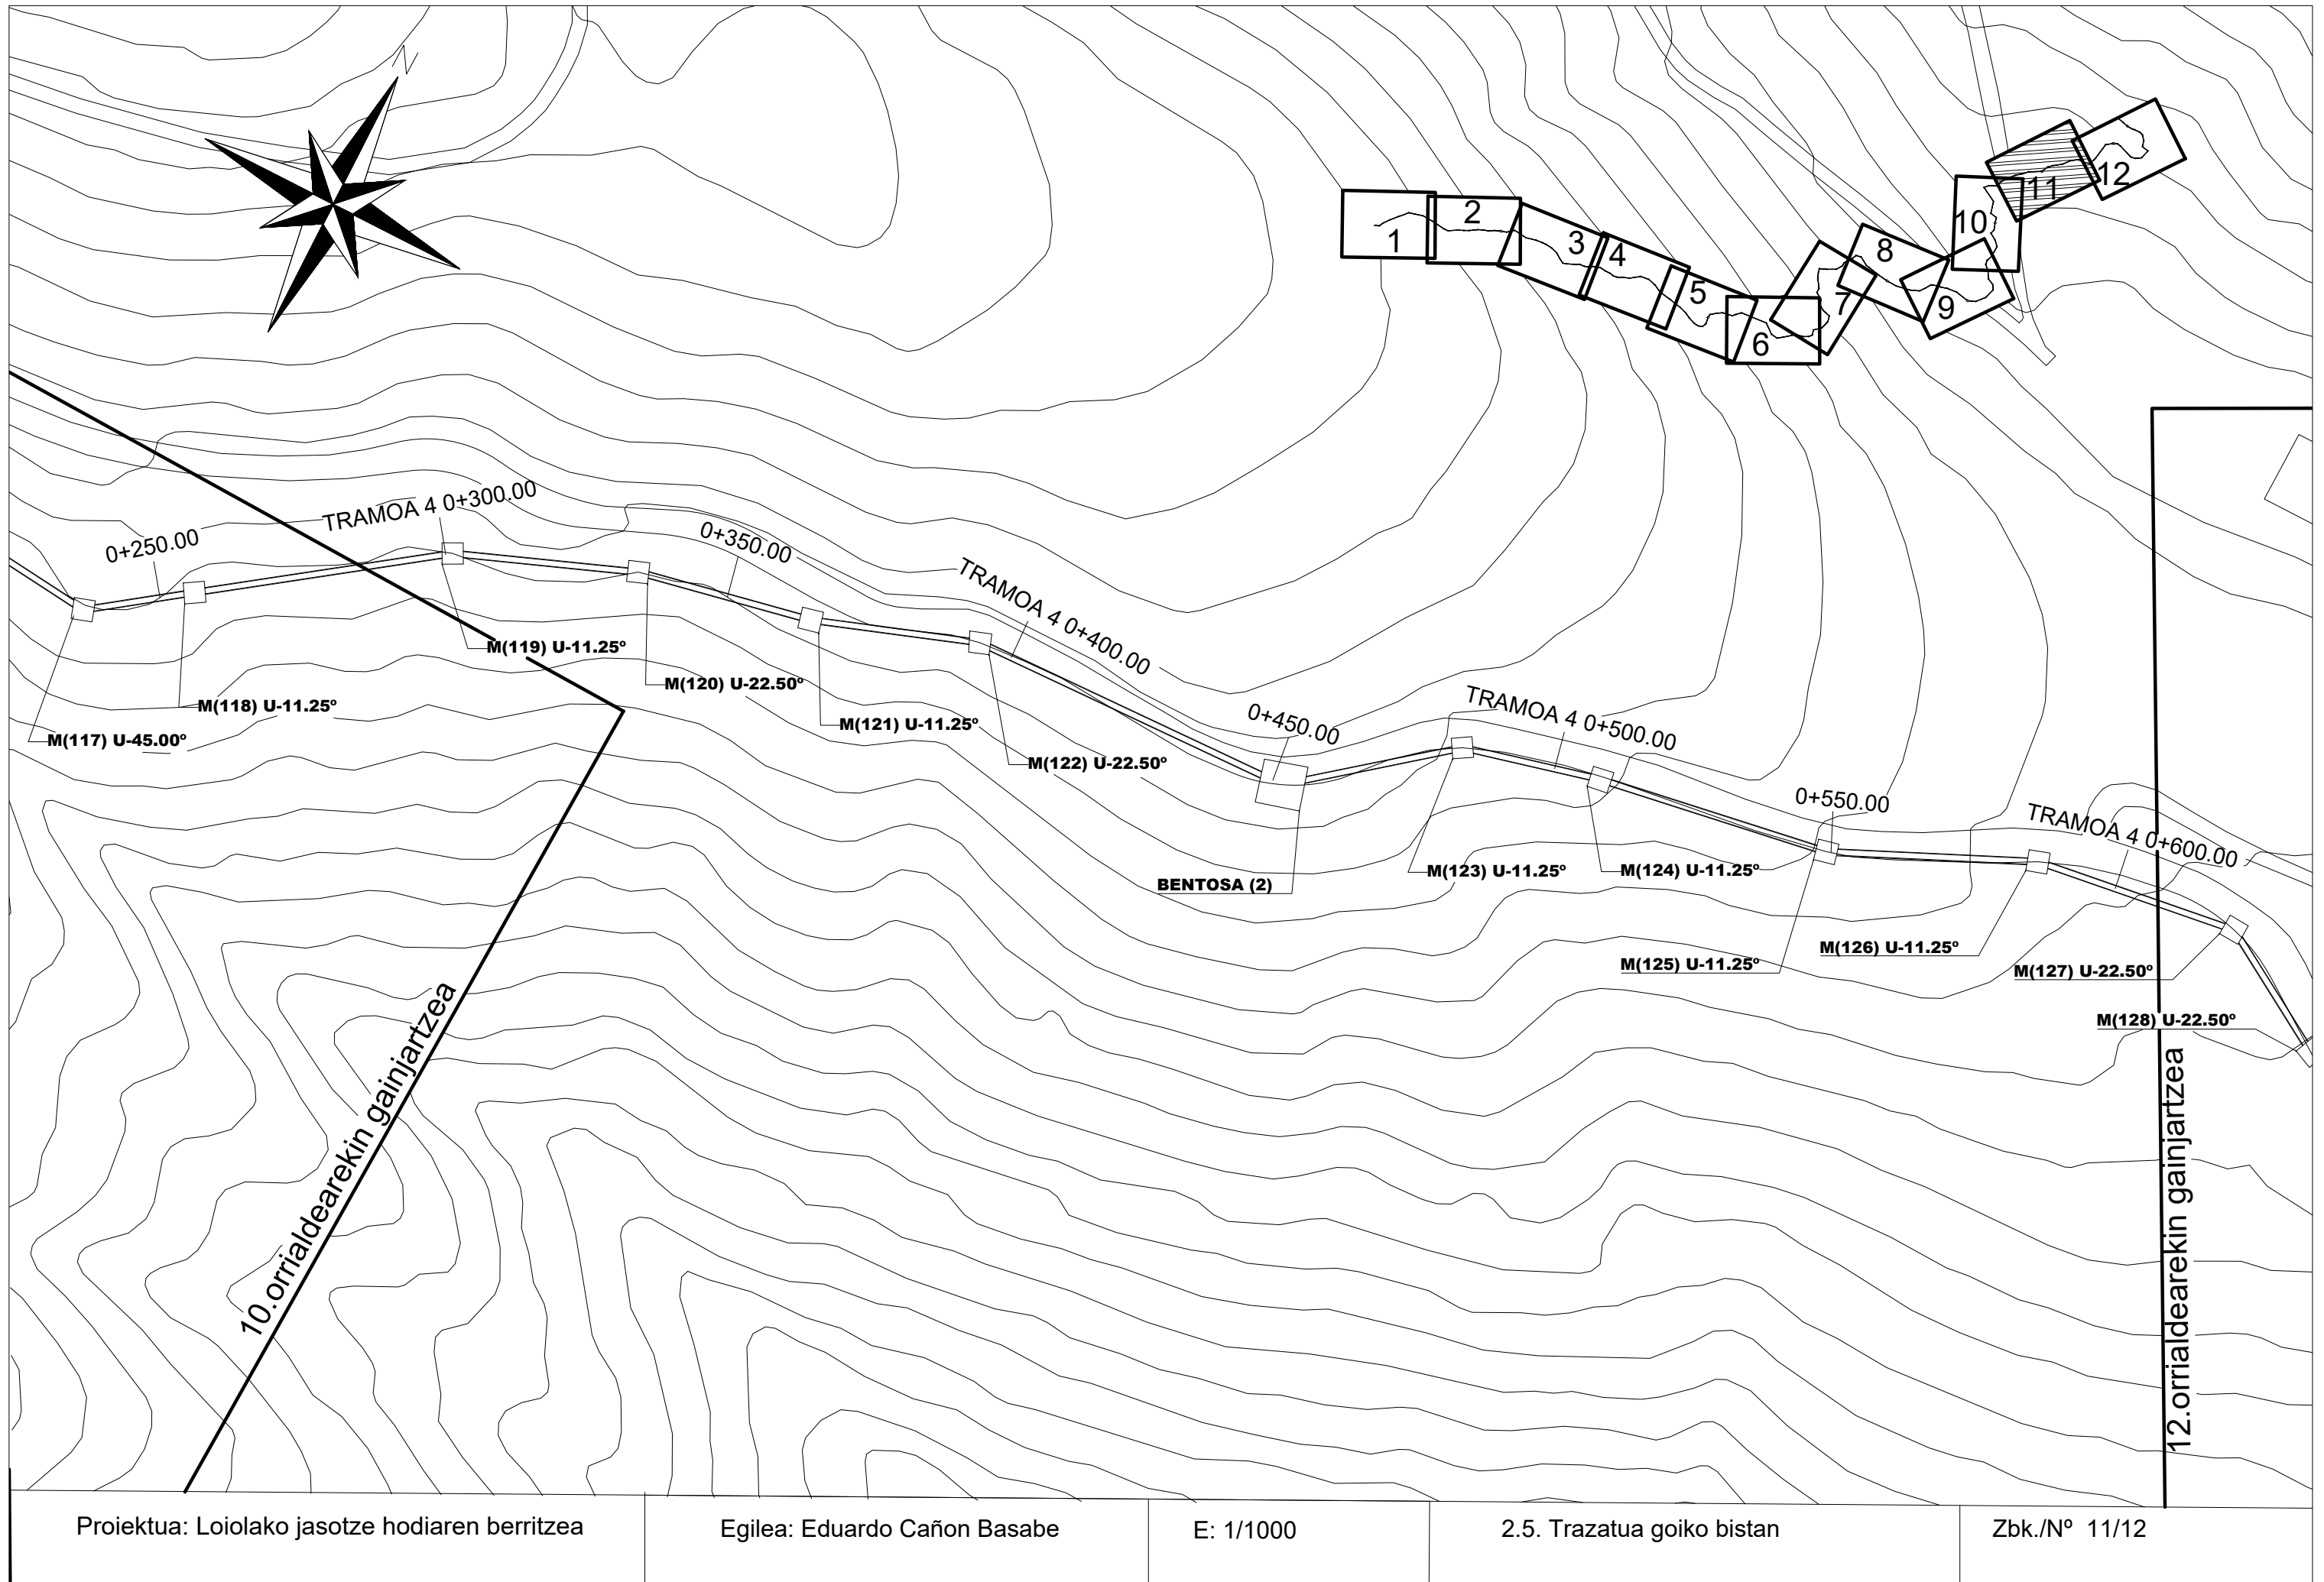 N
1
2
3
4
5
6
7
8
9
10
11
12
0+250.00
TRAMOA 4 0+300.00
0+350.00
TRAMOA 4 0+400.00
0+450.00
TRAMOA 4 0+500.00
0+550.00
TRAMOA 4 0+600.00
M(117) U-45.00º
M(118) U-11.25º
M(119) U-11.25º
M(120) U-22.50º
M(121) U-11.25º
M(122) U-22.50º
BENTOSA (2)
M(123) U-11.25º
M(124) U-11.25º
M(125) U-11.25º
M(126) U-11.25º
M(127) U-22.50º
M(128) U-22.50º
10.orrialdearekin gainjartzea
12.orrialdearekin gainjartzea
Proiektua: Loiolako jasotze hodiaren berritzea
Egilea: Eduardo Cañon Basabe
E: 1/1000
2.5. Trazatua goiko bistan
Zbk./Nº 11/12